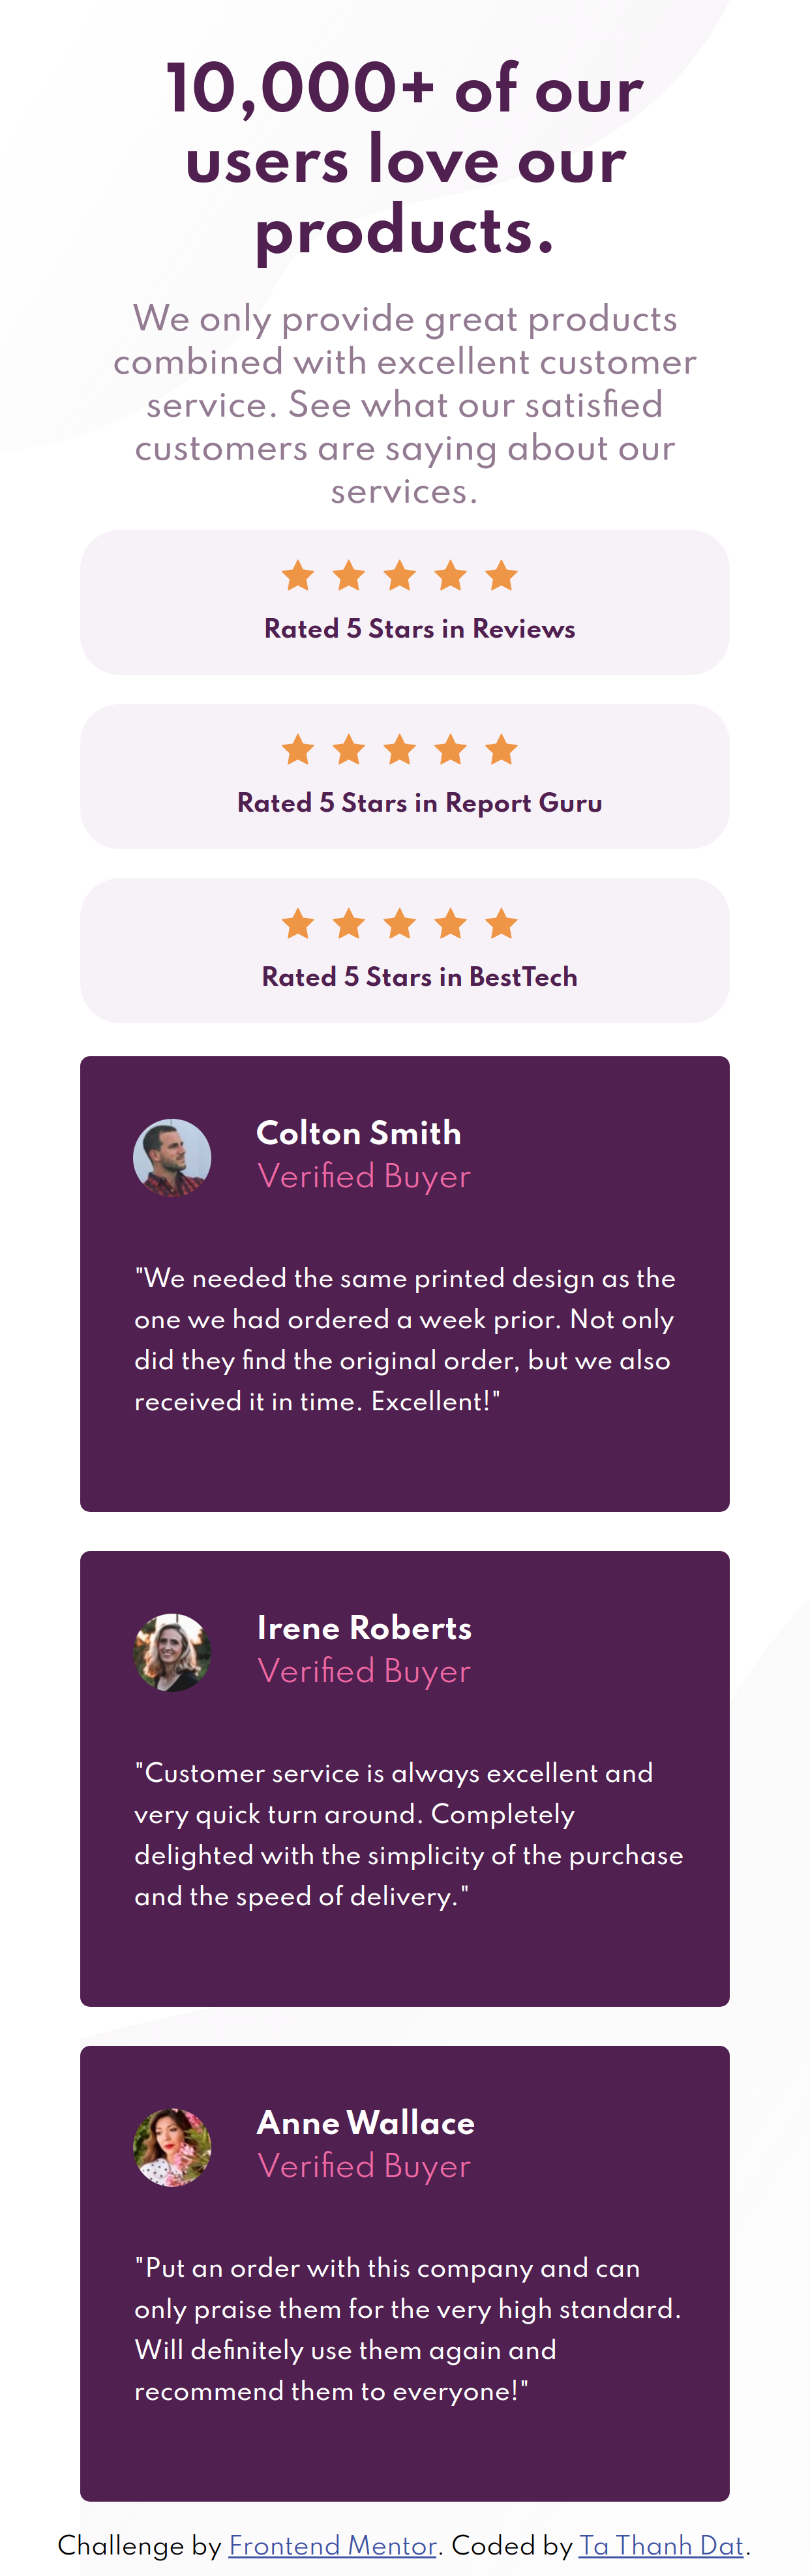 10,000+ of our
users love our
products.
We only provide great products
combined with excellent customer
service. See what our satisfied
customers are saying about our
services.
Rated 5 Stars in Reviews
Rated 5 Stars in Report Guru
Rated 5 Stars in BestTech
Colton Smith
Verified Buyer
"We needed the same printed design as the
one we had ordered a week prior. Not only
did they find the original order, but we also
received it in time. Excellent!"
Irene Roberts
Verified Buyer
"Customer service is always excellent and
very quick turn around. Completely
delighted with the simplicity of the purchase
and the speed of delivery."
Anne Wallace
Verified Buyer
"Put an order with this company and can
only praise them for the very high standard.
Will definitely use them again and
recommend them to everyone!"
Challenge by Frontend Mentor. Coded by Ta Thanh Dat.